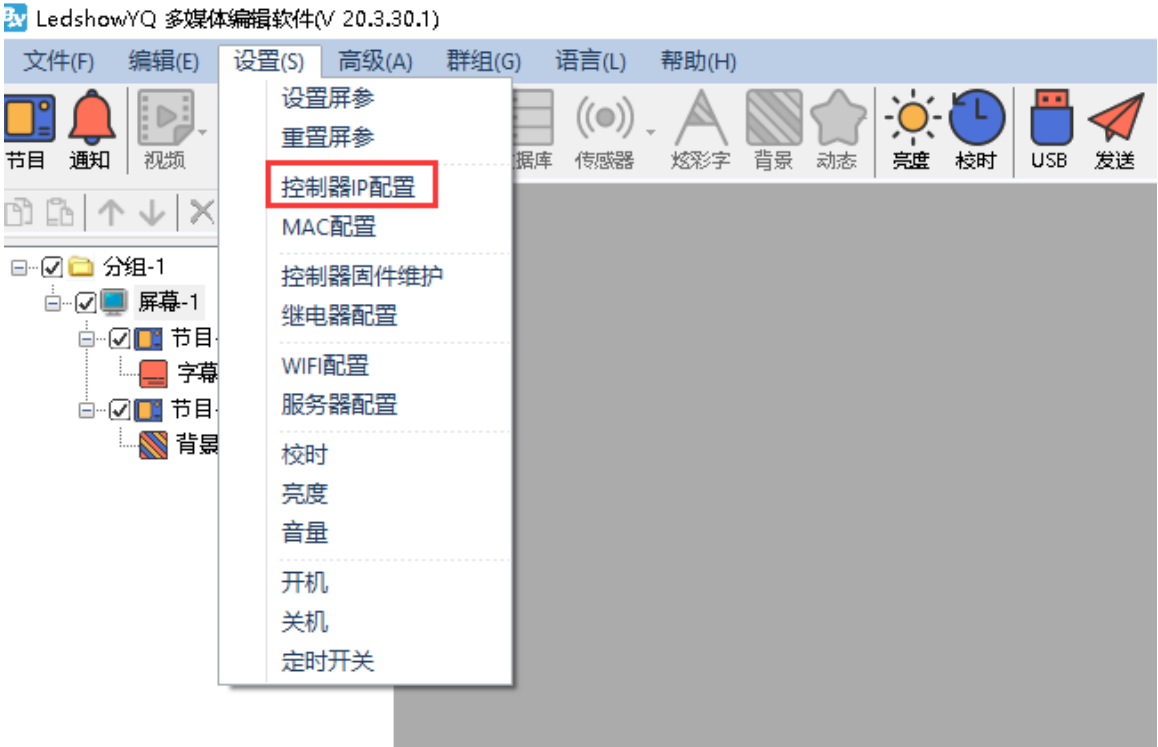 LedshowYQ 多媒体编辑软件(V 20.3.30.1)
文件(F) 编辑(E) 设置(S) 高级(A) 群组(G) 语言(L) 帮助(H)
节目 通知 视频 据库 传感器 炫彩字 背景 动态 亮度 校时 USB 发送
设置屏参
重置屏参
控制器IP配置
MAC配置
控制器固件维护
继电器配置
WIFI配置
服务器配置
校时
亮度
音量
开机
关机
定时开关
分组-1
屏幕-1
节目-
字幕
节目-
背景